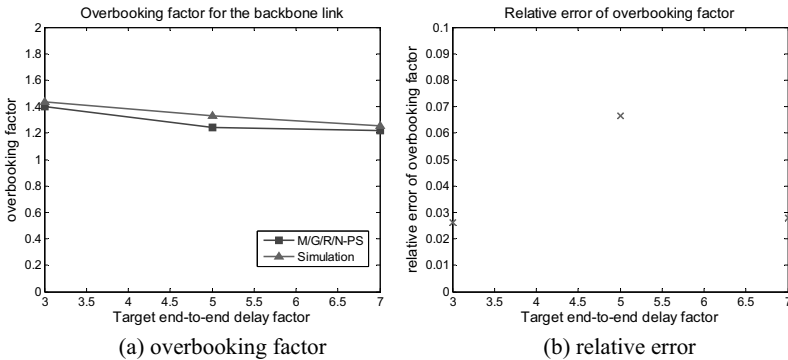 Overbooking factor for the backbone link
2
1.8
1.6
1.4
1.2
1
0.8
0.6
0.4
0.2
0
overbooking factor
M/G/R/N-PS
Simulation
3 3.5 4 4.5 5 5.5 6 6.5 7
Target end-to-end delay factor
(a) overbooking factor
Relative error of overbooking factor
0.1
0.09
0.08
0.07
0.06
0.05
0.04
0.03
0.02
0.01
0
relative error of overbooking factor
3 3.5 4 4.5 5 5.5 6 6.5 7
Target end-to-end delay factor
(b) relative error